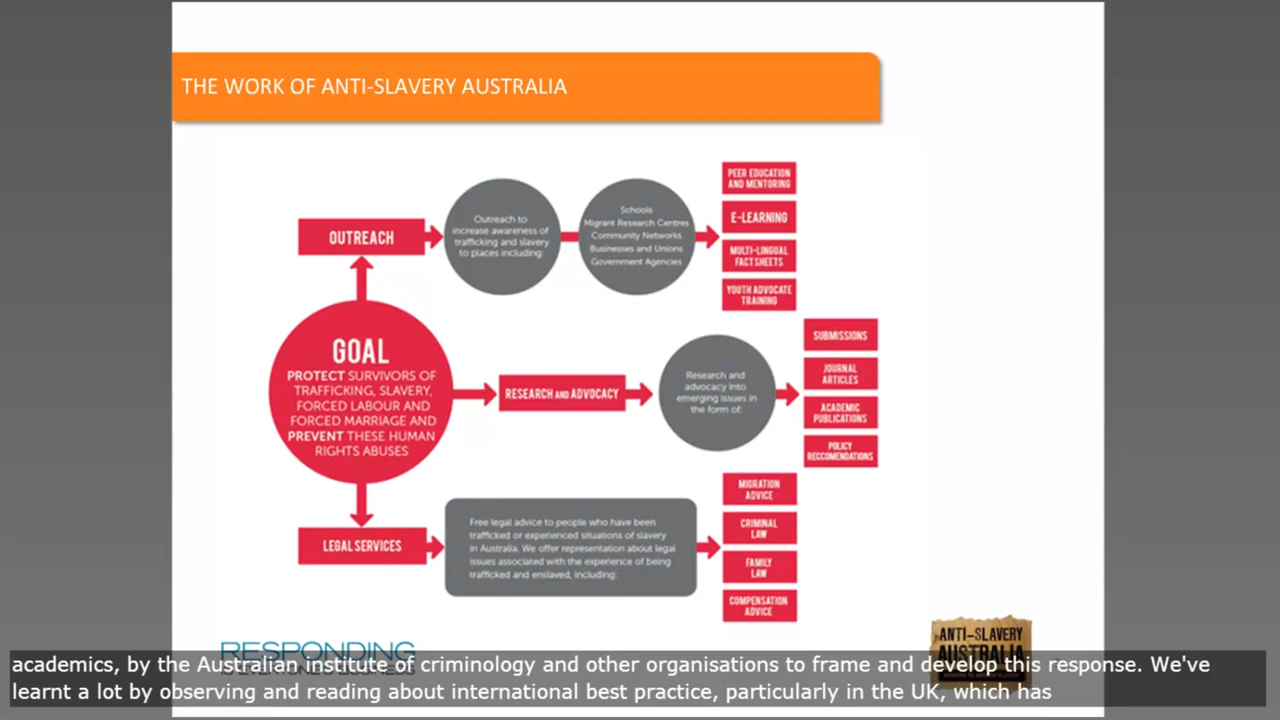 THE WORK OF ANTI-SLAVERY AUSTRALIA
OUTREACH
Outreach to
increase awareness of
trafficking and slavery
to places including:
Schools
Migrant Research Centres
Community Networks
Businesses and Unions
Government Agencies
PEER EDUCATION
AND MENTORING
E-LEARNING
MULTI-LINGUAL
FACT SHEETS
YOUTH ADVOCATE
TRAINING
GOAL
PROTECT SURVIVORS OF
TRAFFICKING, SLAVERY,
FORCED LABOUR AND
FORCED MARRIAGE AND
PREVENT THESE HUMAN
RIGHTS ABUSES
RESEARCH AND ADVOCACY
Research and
advocacy into
emerging issues in
the form of:
SUBMISSIONS
JOURNAL
ARTICLES
ACADEMIC
PUBLICATIONS
POLICY
RECCOMENDATIONS
LEGAL SERVICES
Free legal advice to people who have been
trafficked or experienced situations of slavery
in Australia. We offer representation about legal
issues associated with the experience of being
trafficked and enslaved, including:
MIGRATION
ADVICE
CRIMINAL
LAW
FAMILY
LAW
COMPENSATION
ADVICE
RESPONDING
IS EVERYONE'S BUSINESS
ANTI-SLAVERY
AUSTRALIA
academics, by the Australian institute of criminology and other organisations to frame and develop this response. We've
learnt a lot by observing and reading about international best practice, particularly in the UK, which has